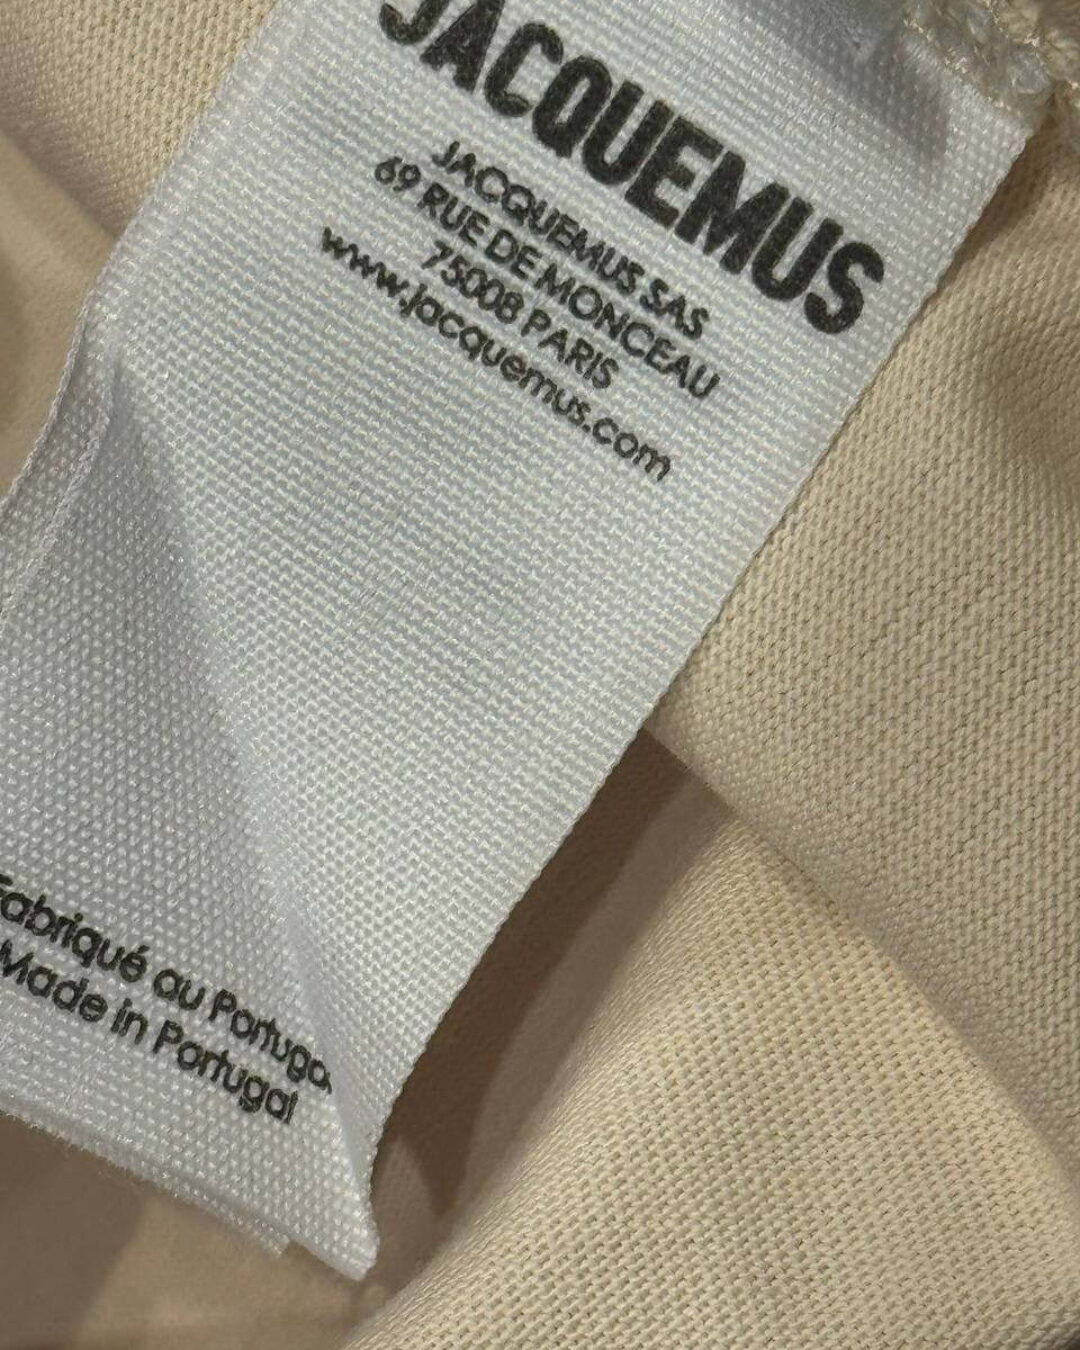 JACQUEMUS
JACQUEMUS SAS
69 RUE DE MONCEAU
75008 PARIS
www.jacquemus.com
Fabriqué au Portugal
Made in Portugal